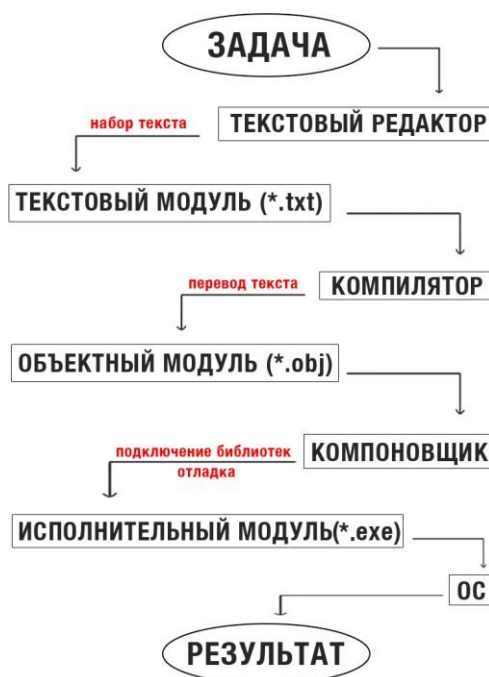 ЗАДАЧА
ТЕКСТОВЫЙ РЕДАКТОР
набор текста
ТЕКСТОВЫЙ МОДУЛЬ (*.txt)
КОМПИЛЯТОР
перевод текста
ОБЪЕКТНЫЙ МОДУЛЬ (*.obj)
КОМПОНОВЩИК
подключение библиотек
отладка
ИСПОЛНИТЕЛЬНЫЙ МОДУЛЬ(*.exe)
ОС
РЕЗУЛЬТАТ